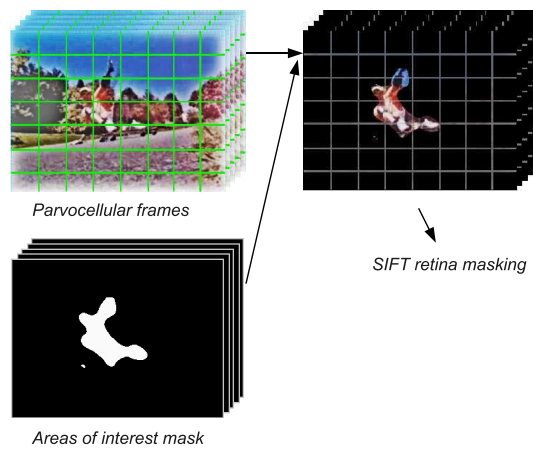 Parvocellular frames
SIFT retina masking
Areas of interest mask